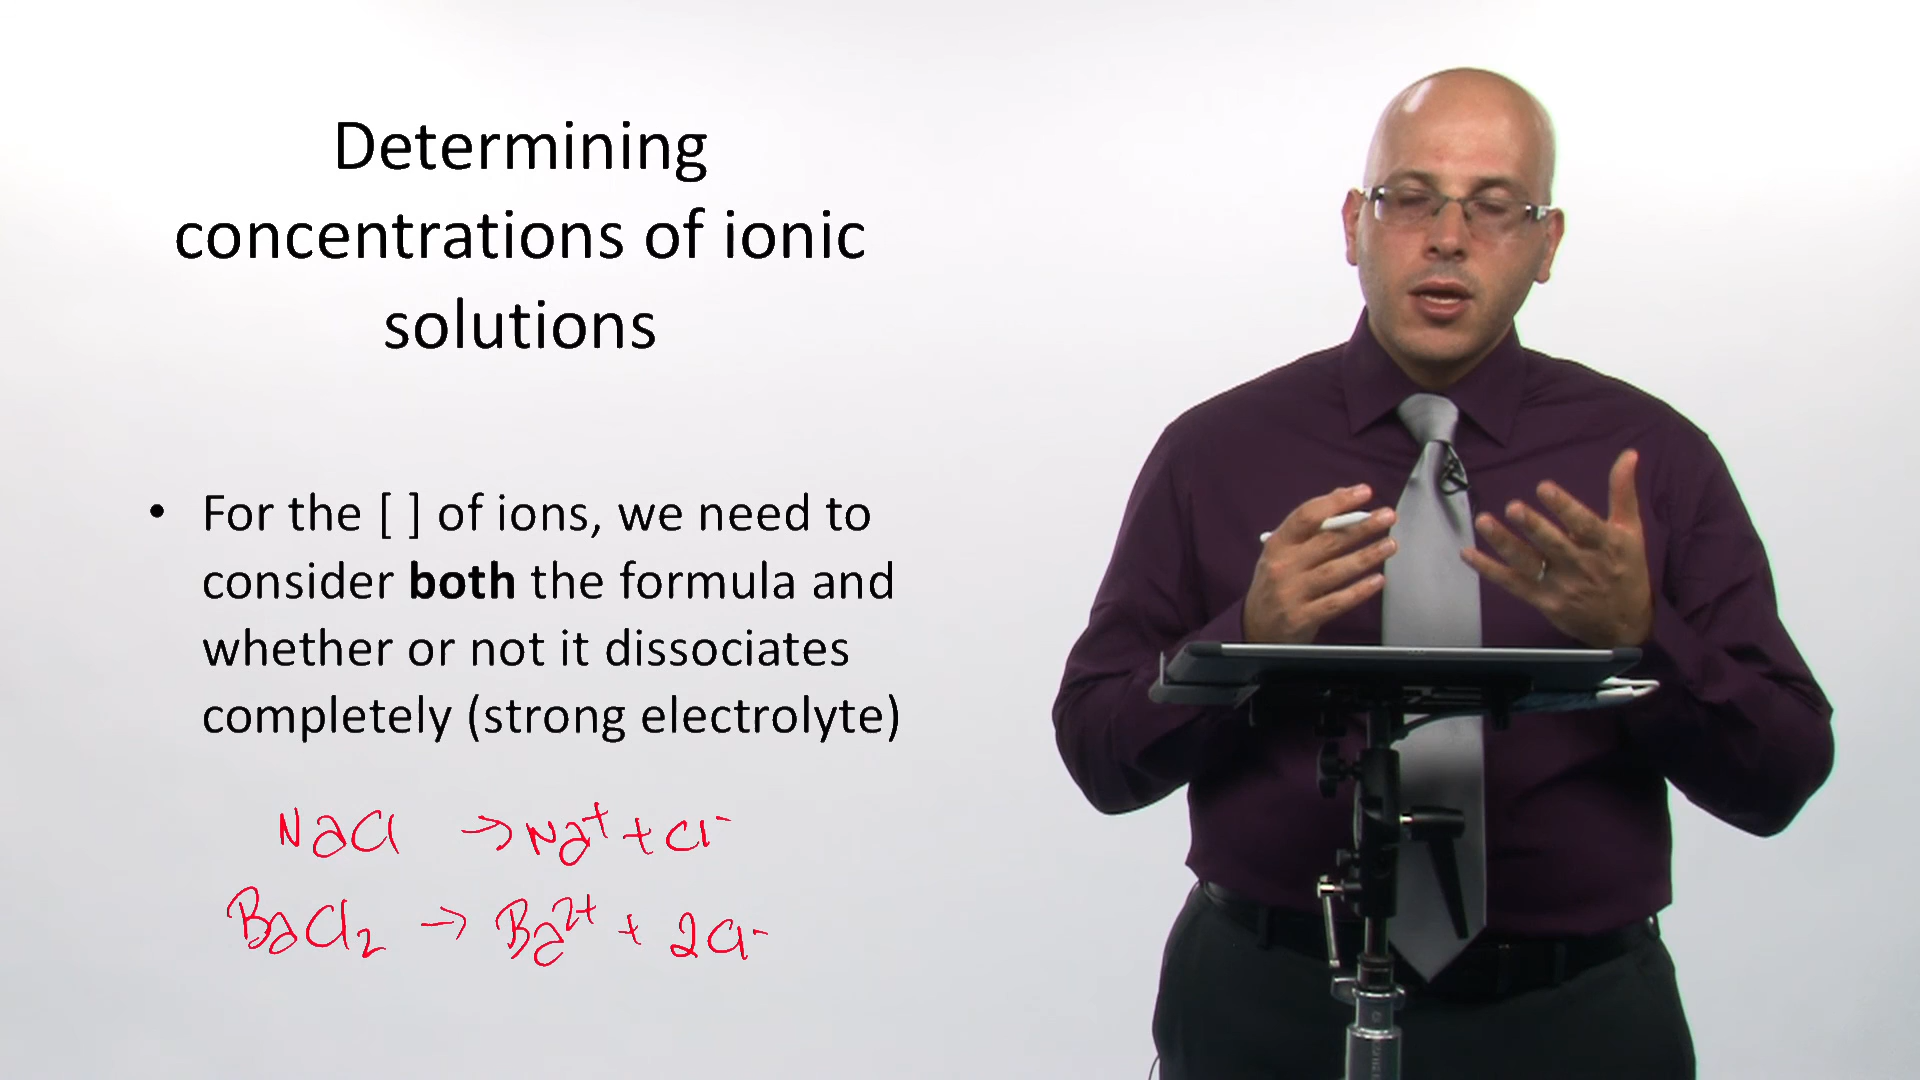 Determining
concentrations of ionic
solutions
• For the [ ] of ions, we need to
consider both the formula and
whether or not it dissociates
completely (strong electrolyte)
NaCl → Na⁺ + Cl⁻
BaCl₂ → Ba²⁺ + 2Cl⁻